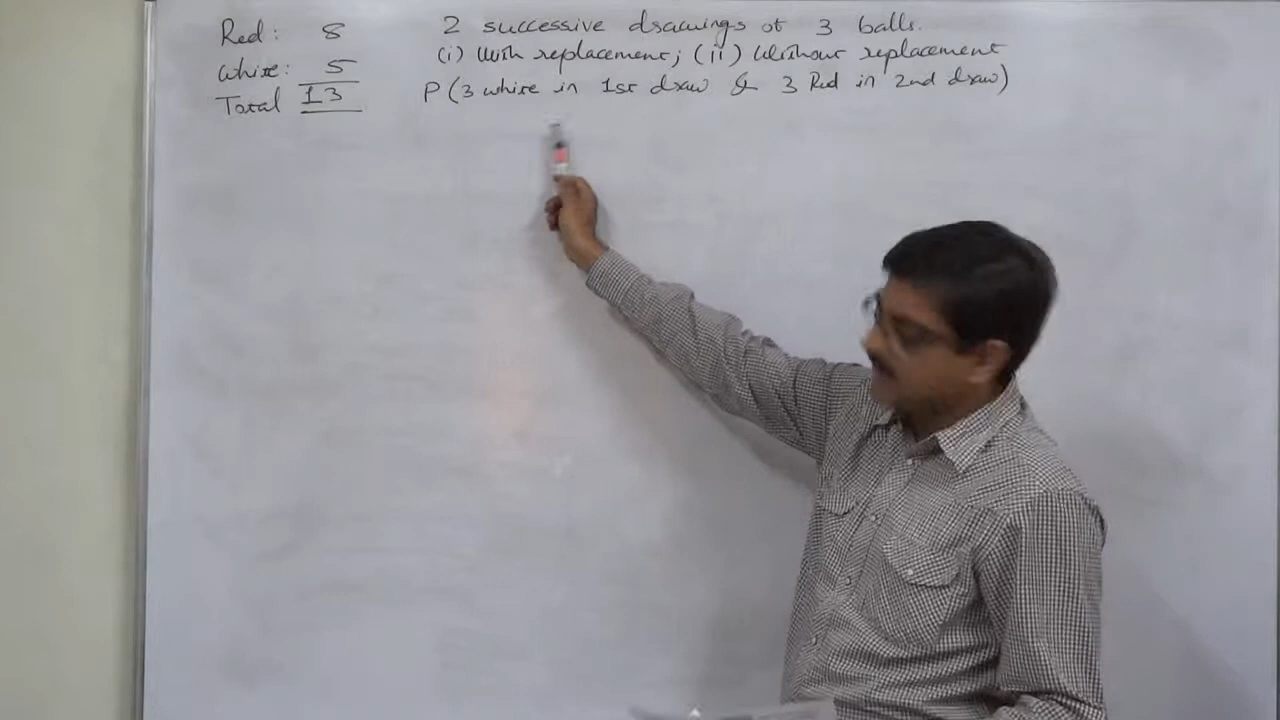 Red: 8
White: 5
Total 13
2 successive drawings of 3 balls.
(i) With replacement; (ii) Without replacement
P(3 white in 1st draw & 3 Red in 2nd draw)